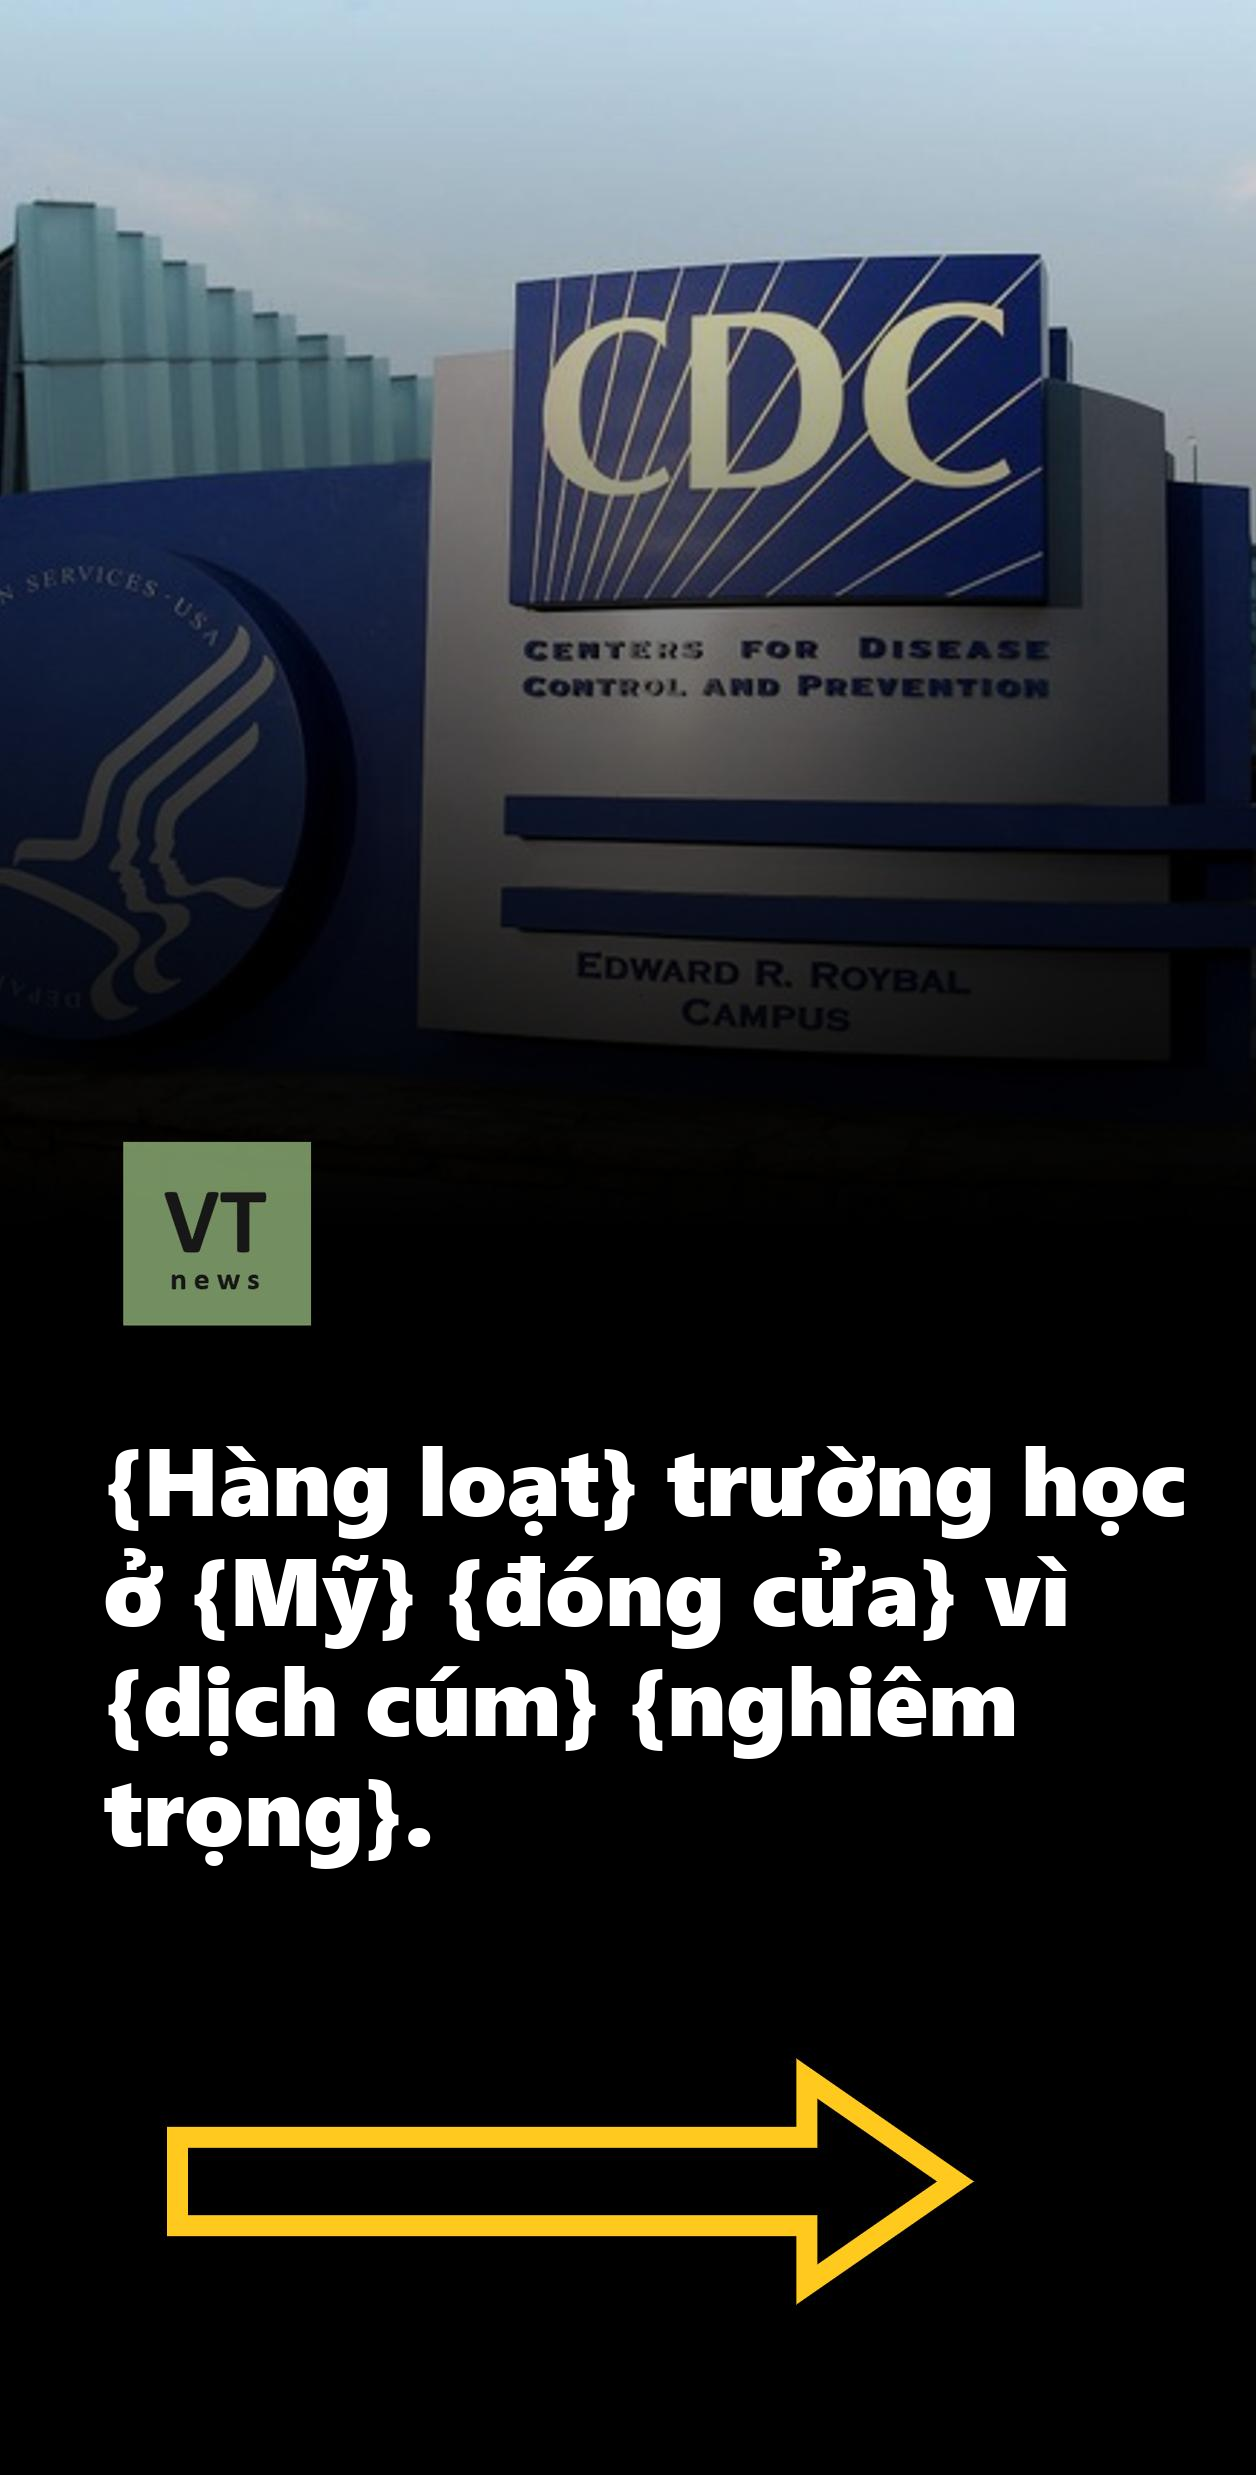 CDC
N SERVICES · USA
CENTERS FOR DISEASE
CONTROL AND PREVENTION
EDWARD R. ROYBAL
CAMPUS
VT
news
{Hàng loạt} trường học
ở {Mỹ} {đóng cửa} vì
{dịch cúm} {nghiêm
trọng}.